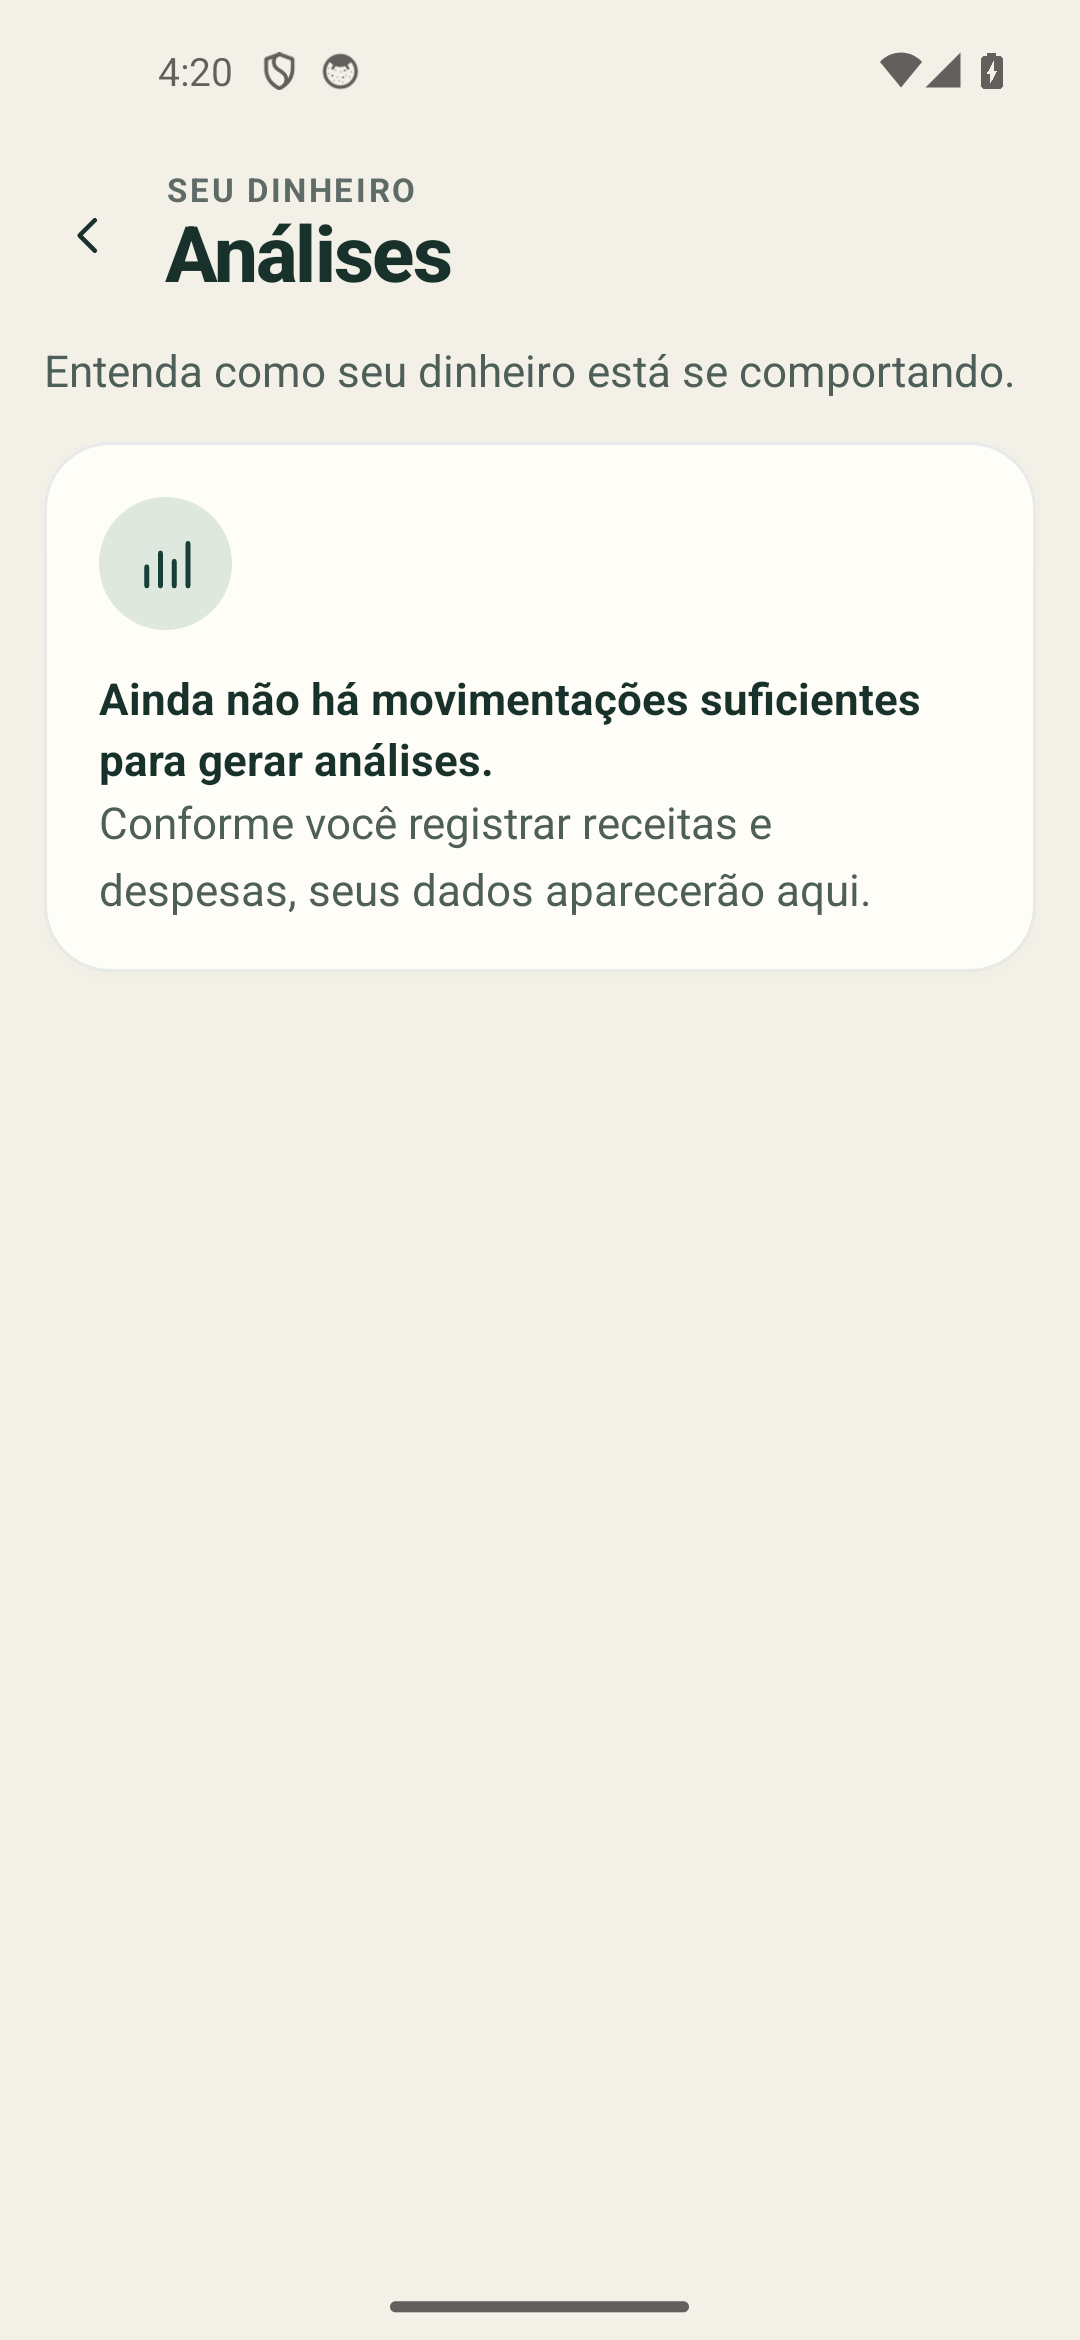 4:20
SEU DINHEIRO
Análises
Entenda como seu dinheiro está se comportando.
Ainda não há movimentações suficientes
para gerar análises.
Conforme você registrar receitas e
despesas, seus dados aparecerão aqui.